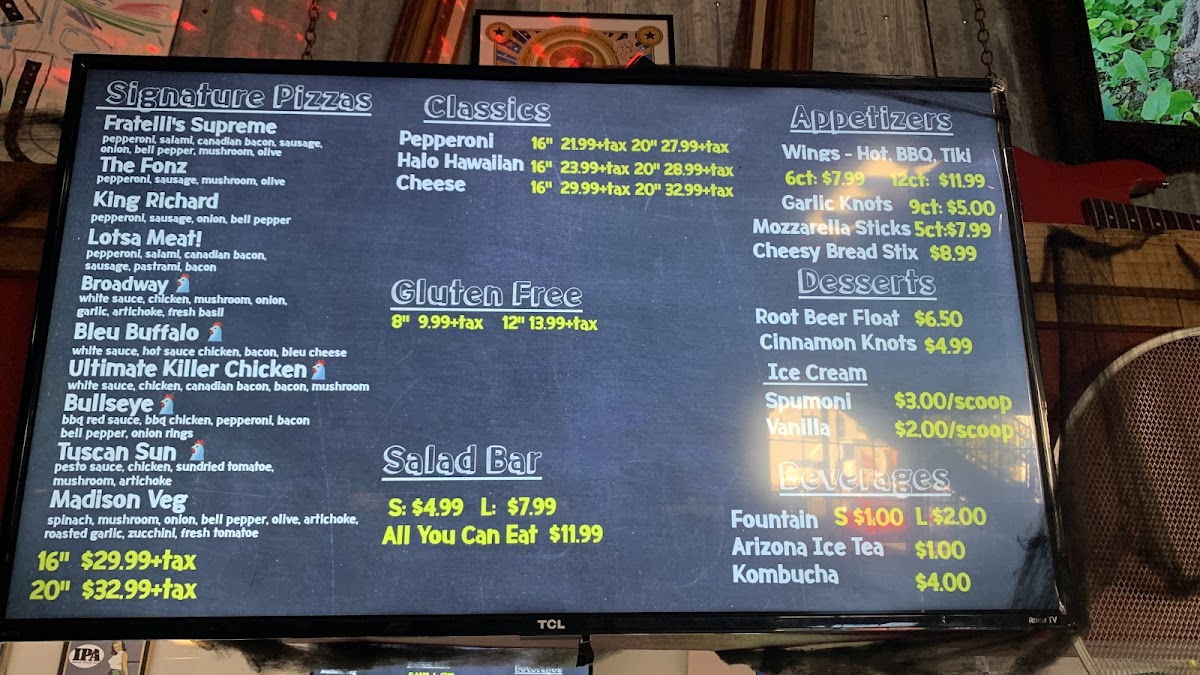 Signature Pizzas
Fratelli's Supreme
pepperoni, salami, canadian bacon, sausage,
onion, bell pepper, mushroom, olive
The Fonz
pepperoni, sausage, mushroom, olive
King Richard
pepperoni, sausage, onion, bell pepper
Lotsa Meat!
pepperoni, salami, canadian bacon,
sausage, pastrami, bacon
Broadway
white sauce, chicken, mushroom, onion,
garlic, artichoke, fresh basil
Bleu Buffalo
white sauce, hot sauce chicken, bacon, bleu cheese
Ultimate Killer Chicken
white sauce, chicken, canadian bacon, bacon, mushroom
Bullseye
bbq red sauce, bbq chicken, pepperoni, bacon
bell pepper, onion rings
Tuscan Sun
pesto sauce, chicken, sundried tomatoe,
mushroom, artichoke
Madison Veg
spinach, mushroom, onion, bell pepper, olive, artichoke,
roasted garlic, zucchini, fresh tomatoe
16" $29.99+tax
20" $32.99+tax
Classics
Pepperoni 16" 21.99+tax 20" 27.99+tax
Halo Hawaiian 16" 23.99+tax 20" 28.99+tax
Cheese 16" 29.99+tax 20" 32.99+tax
Gluten Free
8" 9.99+tax 12" 13.99+tax
Salad Bar
S: $4.99 L: $7.99
All You Can Eat $11.99
Appetizers
Wings - Hot, BBQ, Tiki
6ct: $7.99 12ct: $11.99
Garlic Knots 9ct: $5.00
Mozzarella Sticks 5ct:$7.99
Cheesy Bread Stix $8.99
Desserts
Root Beer Float $6.50
Cinnamon Knots $4.99
Ice Cream
Spumoni $3.00/scoop
Vanilla $2.00/scoop
Beverages
Fountain S $1.00 L $2.00
Arizona Ice Tea $1.00
Kombucha $4.00
TCL
Roku TV
IPA